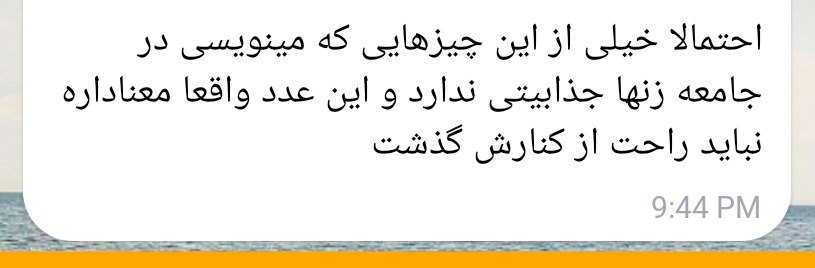 احتمالا خیلی از این چیزهایی که مینویسی در
جامعه زنها جذابیتی ندارد و این عدد واقعا معناداره
نباید راحت از کنارش گذشت
9:44 PM